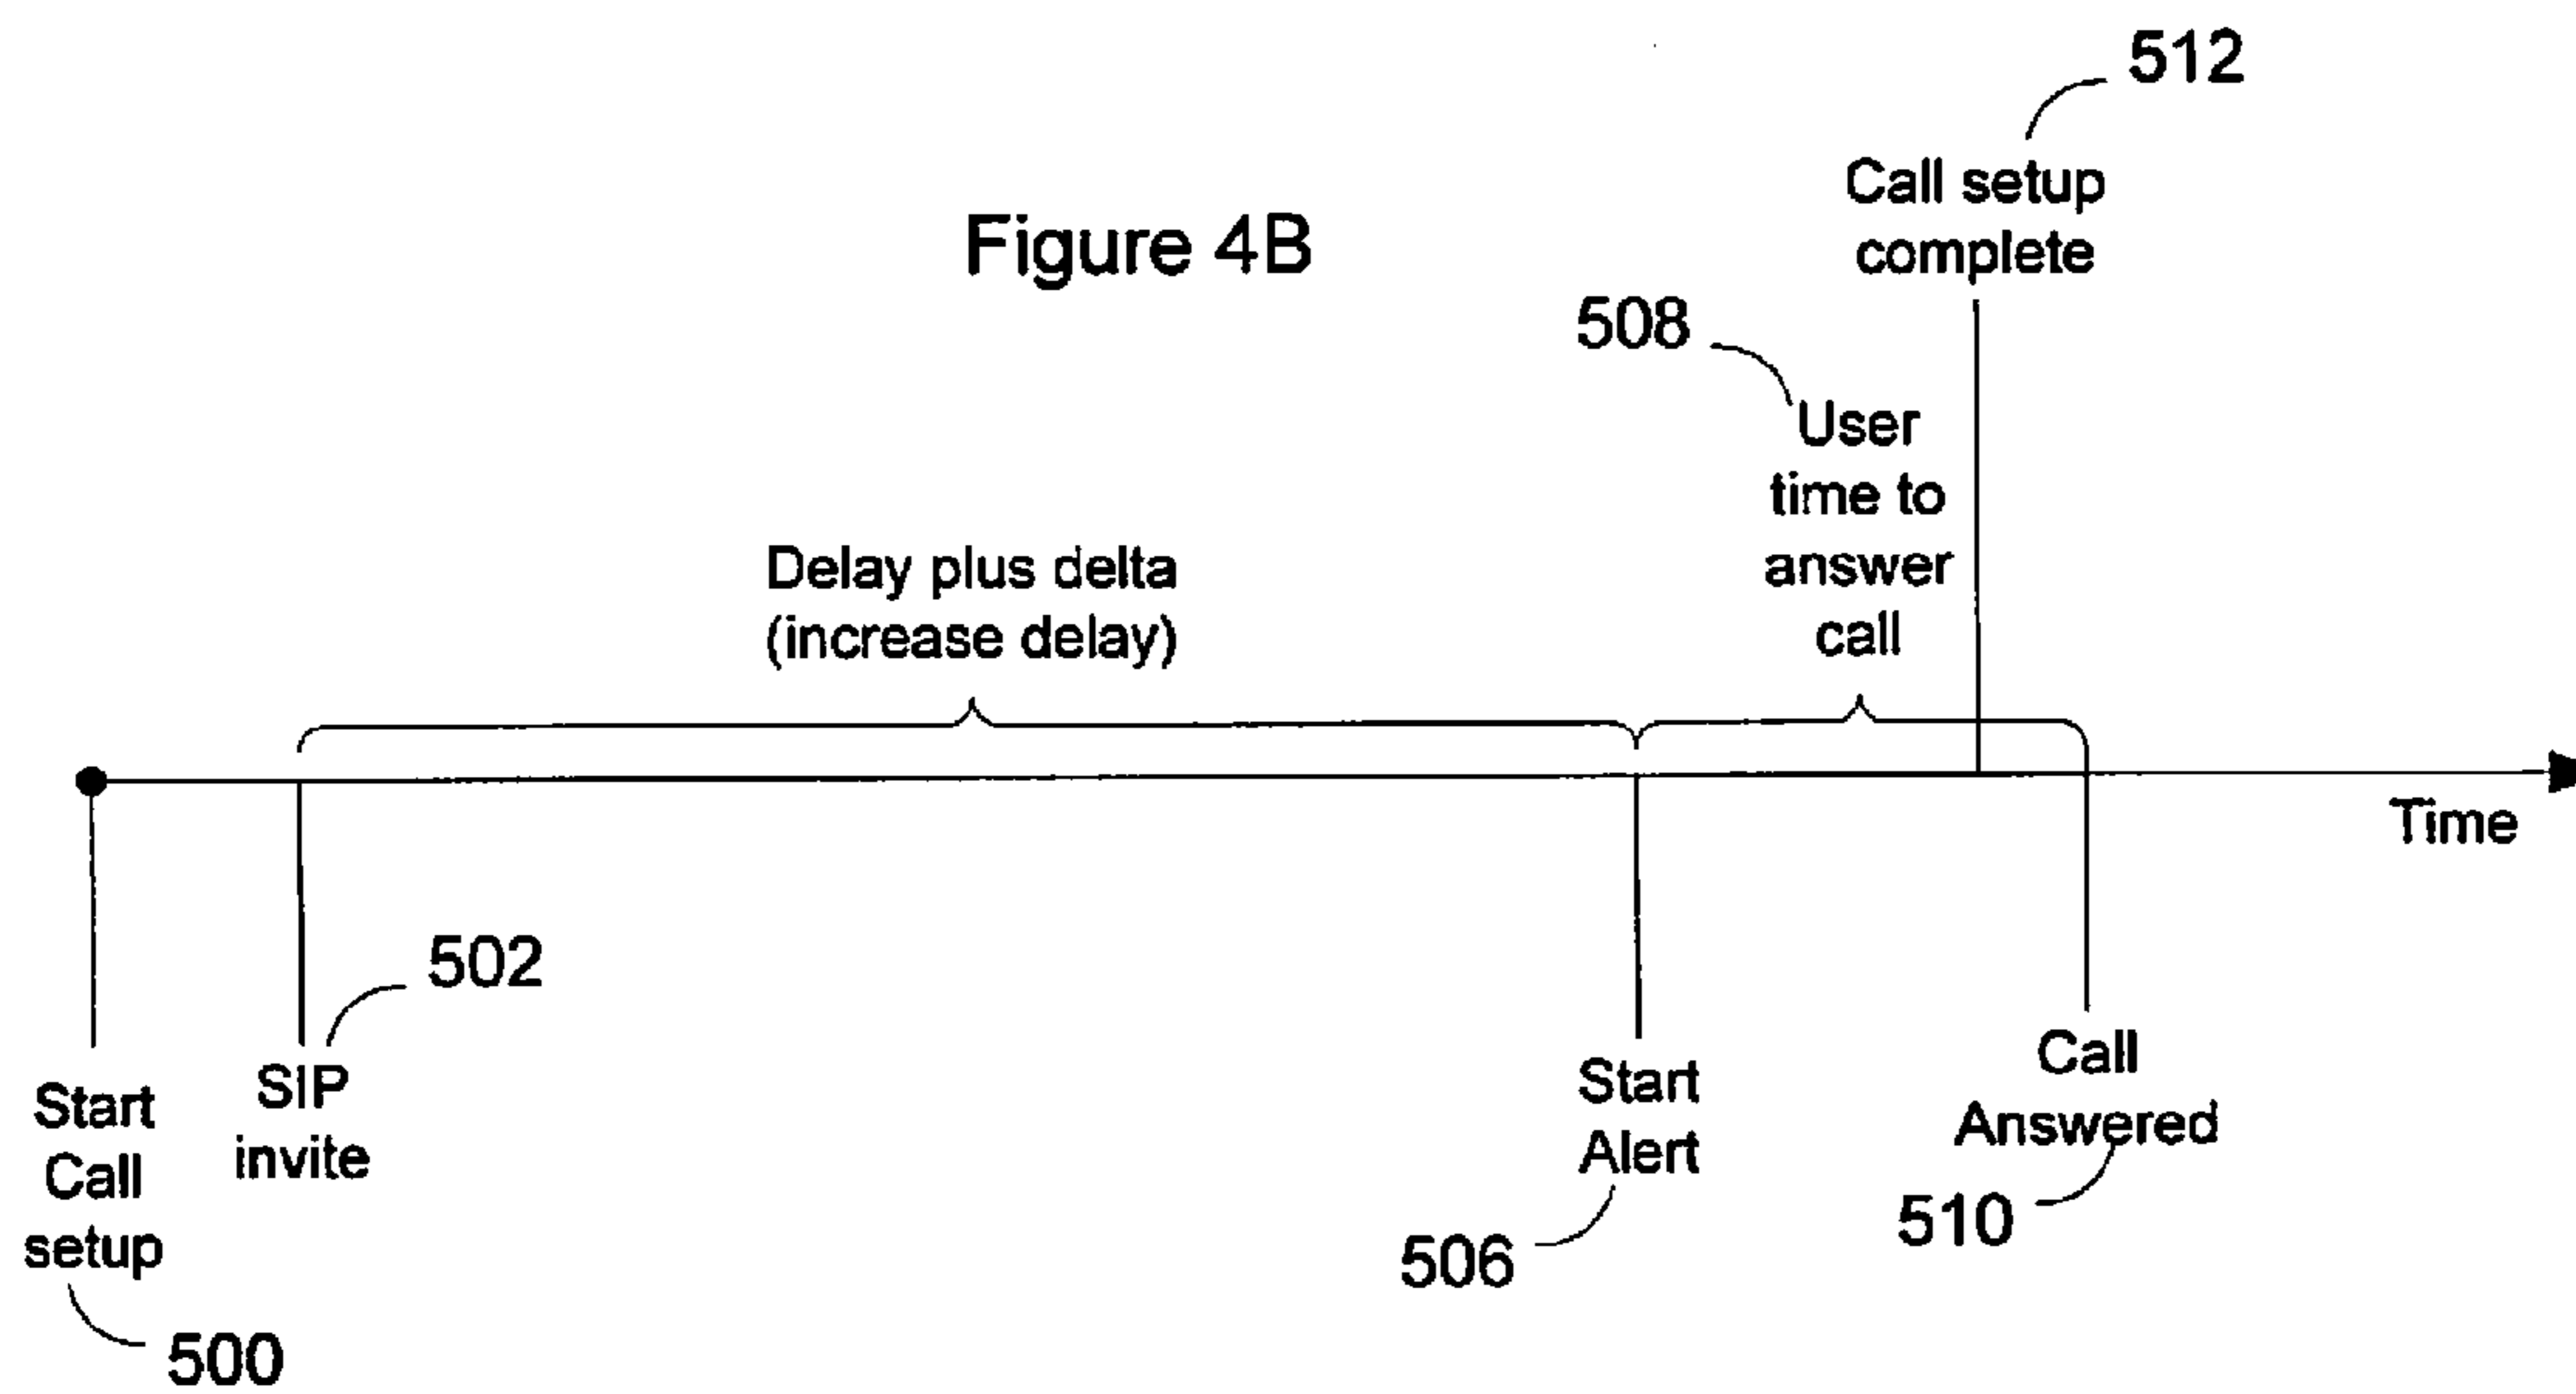 512
Call setup
complete
Figure 4B
508
User
time to
answer
call
Delay plus delta
(increase delay)
Time
502
SIP
invite
Start
Call
setup
500
Start
Alert
506
Call
Answered
510